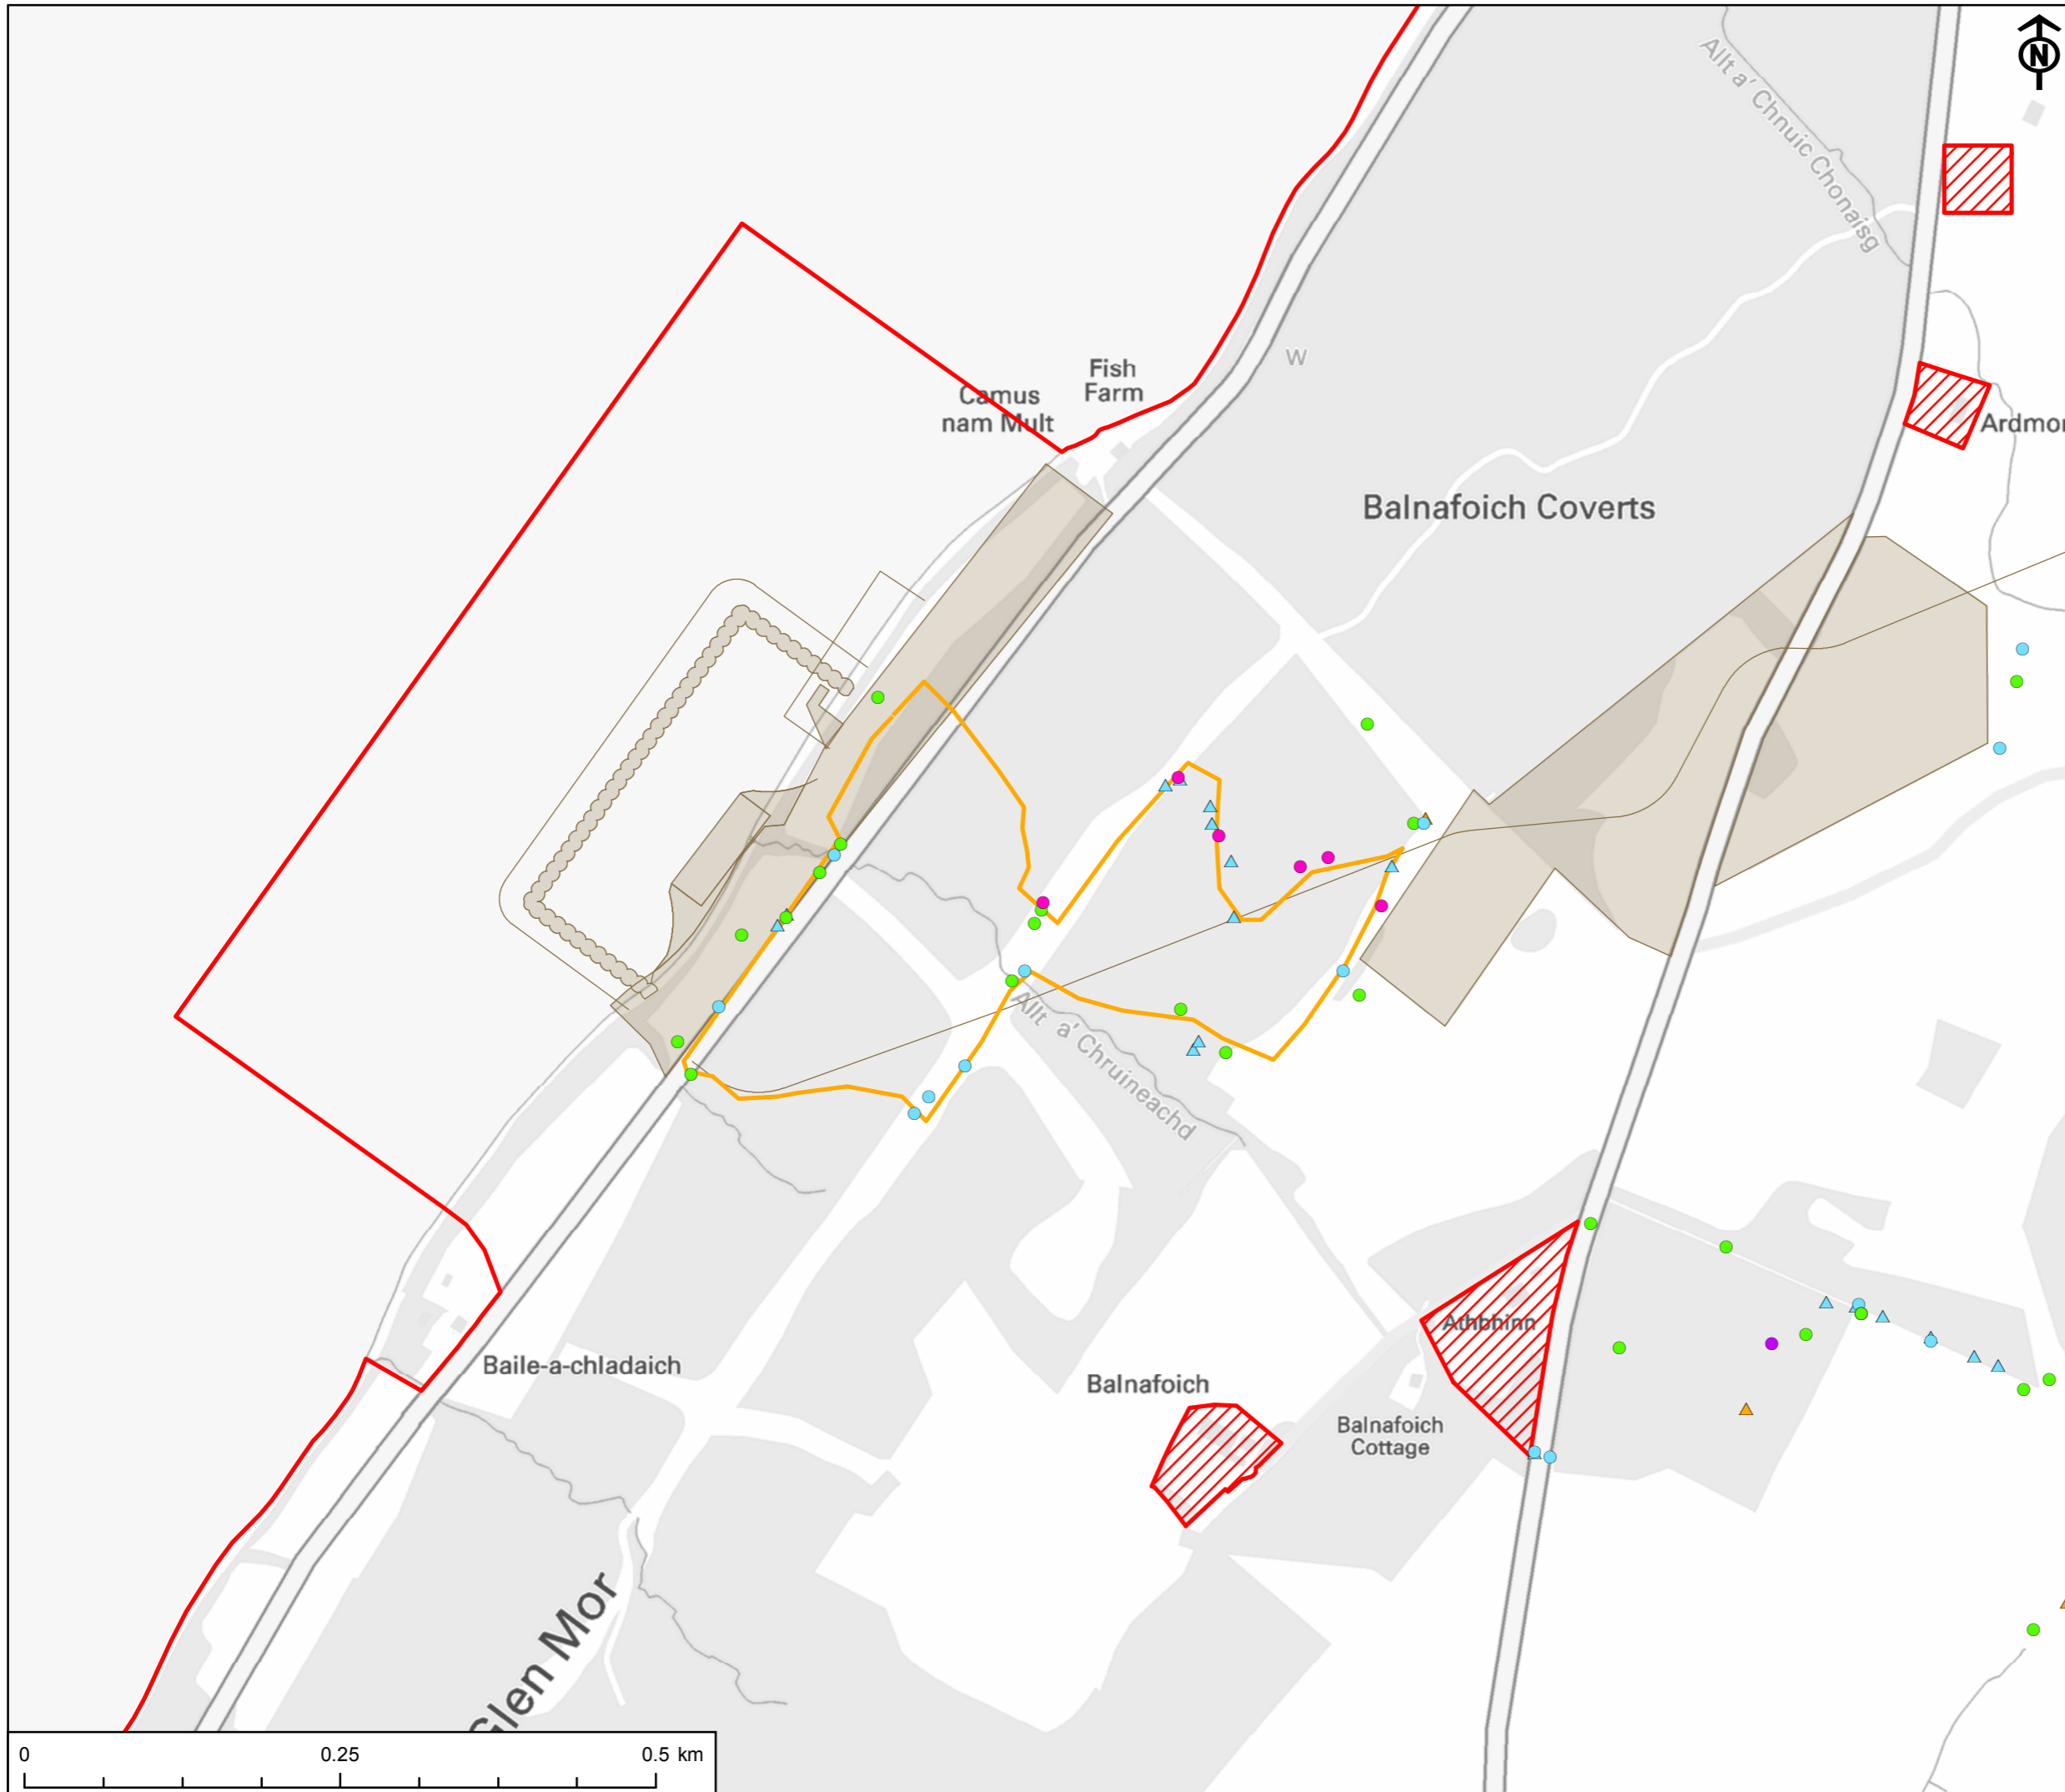 N
Allt a' Chnuic Chonaisg
Fish
Farm
Camus
nam Mult
W
Ardmor
Balnafoich Coverts
Allt a' Chruineachd
Athbhinn
Baile-a-chladaich
Balnafoich
Balnafoich
Cottage
Glen Mor
0 0.25 0.5 km